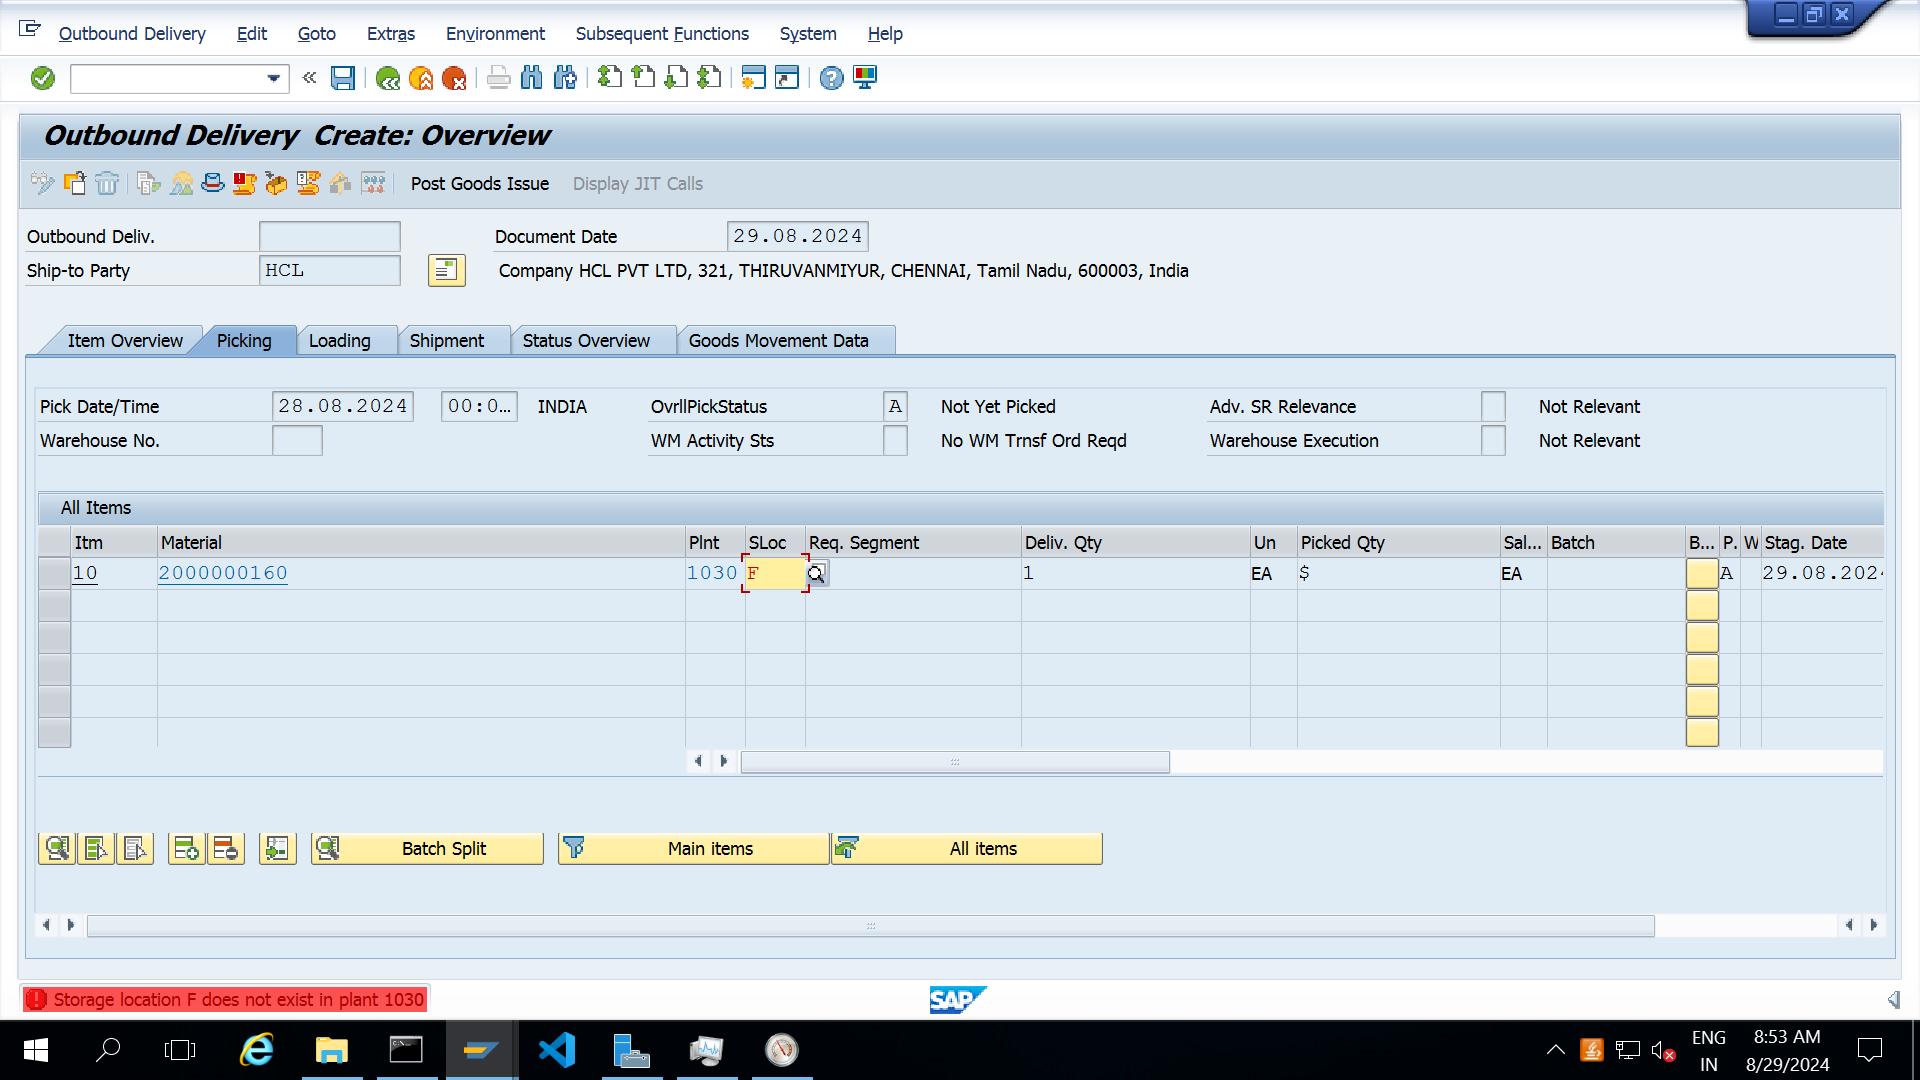 Outbound Delivery Edit Goto Extras Environment Subsequent Functions System Help
Outbound Delivery Create: Overview
Post Goods Issue Display JIT Calls
Outbound Deliv. Document Date 29.08.2024
Ship-to Party HCL Company HCL PVT LTD, 321, THIRUVANMIYUR, CHENNAI, Tamil Nadu, 600003, India
Item Overview Picking Loading Shipment Status Overview Goods Movement Data
Pick Date/Time 28.08.2024 00:0... INDIA OvrllPickStatus A Not Yet Picked Adv. SR Relevance Not Relevant
Warehouse No. WM Activity Sts No WM Trnsf Ord Reqd Warehouse Execution Not Relevant
All Items
Itm Material Plnt SLoc Req. Segment Deliv. Qty Un Picked Qty Sal... Batch B... P. W Stag. Date
10 2000000160 1030 F 1 EA $ EA A 29.08.202
Batch Split Main items All items
Storage location F does not exist in plant 1030 SAP
ENG 8:53 AM
IN 8/29/2024